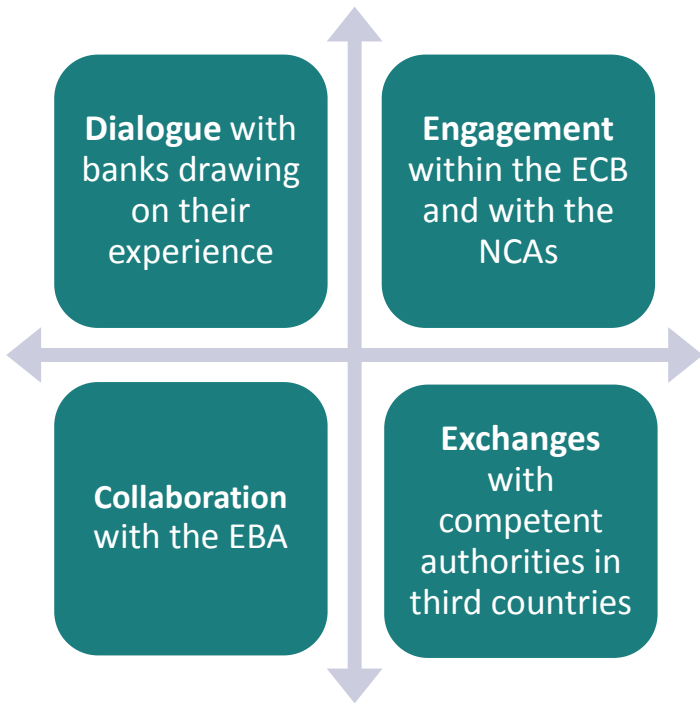 Dialogue with
banks drawing
on their
experience
Engagement
within the ECB
and with the
NCAs
Collaboration
with the EBA
Exchanges
with
competent
authorities in
third countries